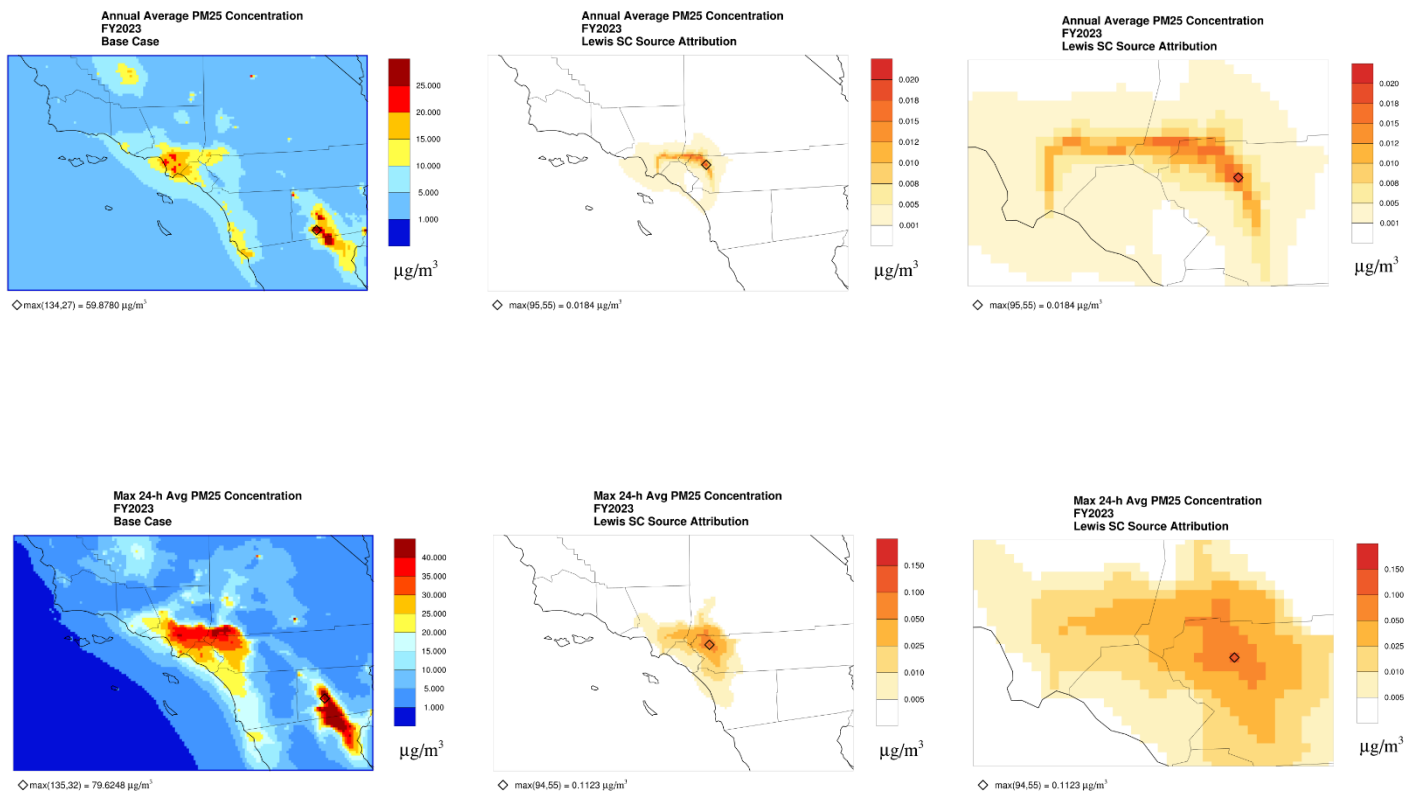 Annual Average PM25 Concentration
FY2023
Base Case
25.000
20.000
15.000
10.000
5.000
1.000
µg/m³
max(134,27) = 59.8780 µg/m³
Annual Average PM25 Concentration
FY2023
Lewis SC Source Attribution
0.020
0.018
0.015
0.012
0.010
0.008
0.005
0.001
µg/m³
max(95,55) = 0.0184 µg/m³
Annual Average PM25 Concentration
FY2023
Lewis SC Source Attribution
0.020
0.018
0.015
0.012
0.010
0.008
0.005
0.001
µg/m³
max(95,55) = 0.0184 µg/m³
Max 24-h Avg PM25 Concentration
FY2023
Base Case
40.000
35.000
30.000
25.000
20.000
15.000
10.000
5.000
1.000
µg/m³
max(135,32) = 79.6248 µg/m³
Max 24-h Avg PM25 Concentration
FY2023
Lewis SC Source Attribution
0.150
0.100
0.050
0.025
0.010
0.005
µg/m³
max(94,55) = 0.1123 µg/m³
Max 24-h Avg PM25 Concentration
FY2023
Lewis SC Source Attribution
0.150
0.100
0.050
0.025
0.010
0.005
µg/m³
max(94,55) = 0.1123 µg/m³